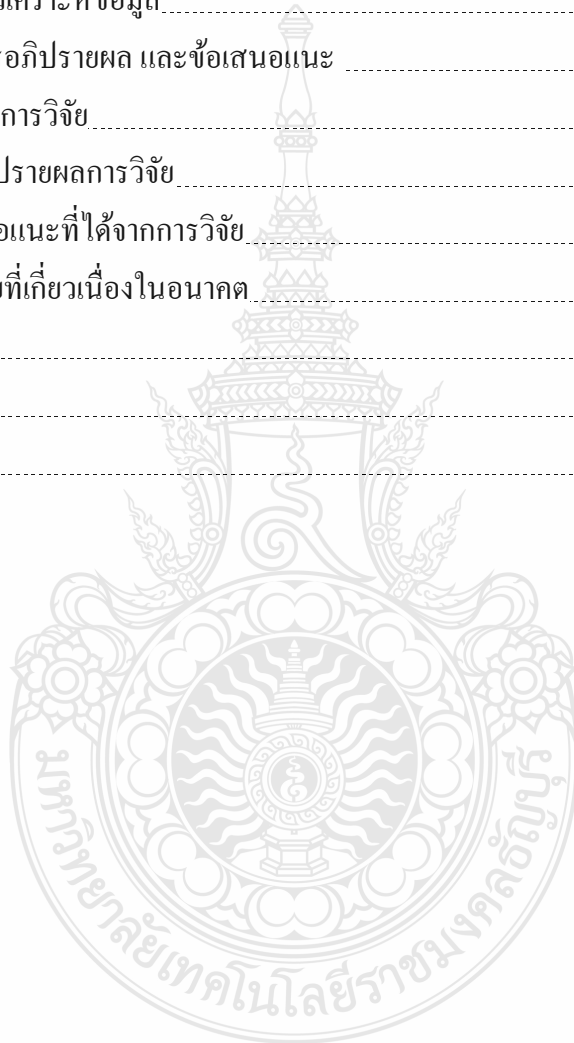 ข้อมูล
อภิปรายผล และข้อเสนอแนะ
การวิจัย
ปรายผลการวิจัย
อแนะที่ได้จากการวิจัย
ที่เกี่ยวเนื่องในอนาคต
มหาวิทยาลัยเทคโนโลยีราชมงคลธัญบุรี